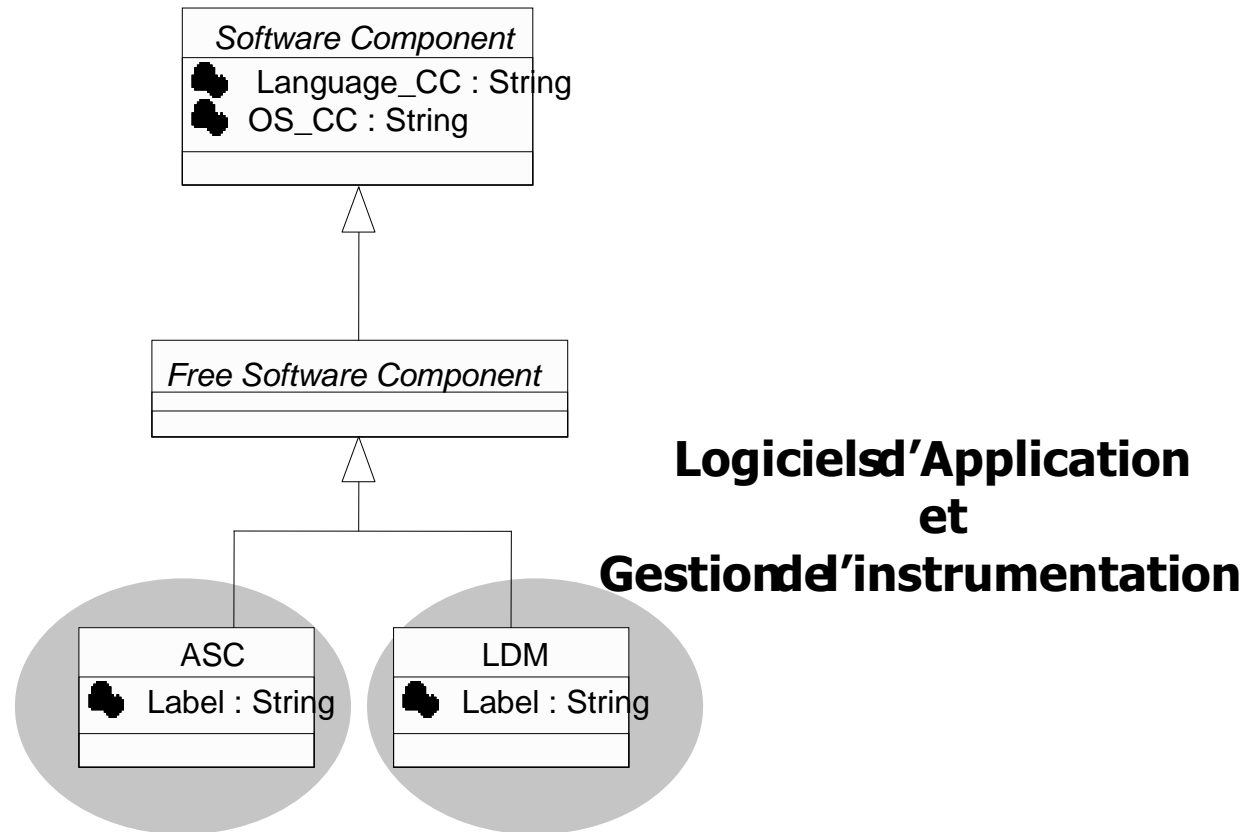 Software Component
Language_CC : String
OS_CC : String
Free Software Component
Logicielsd’Application
et
Gestiondel’instrumentation
ASC
Label : String
LDM
Label : String